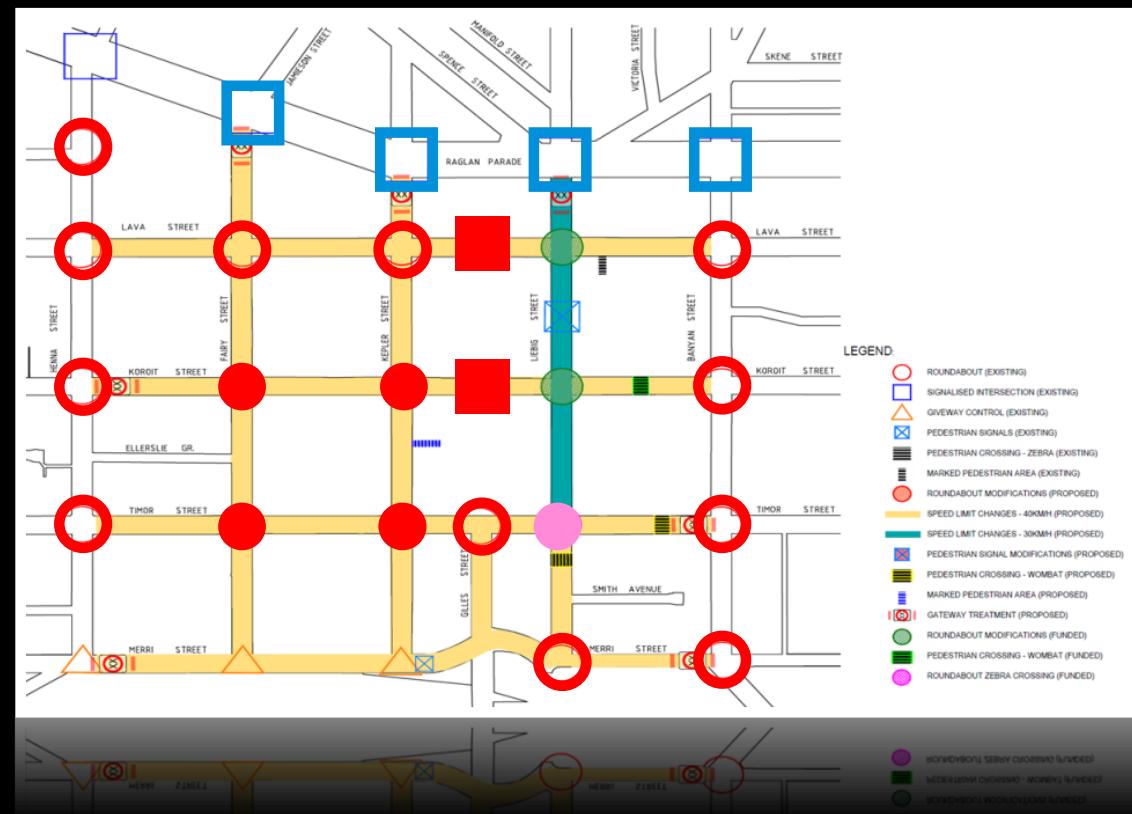 JAMIESON STREET
MANIFOLD STREET
SPENCE STREET
VICTORIA STREET
SKENE STREET
RAGLAN PARADE
XX
XX
XX
LAVA STREET
LAVA STREET
HENNA STREET
FAIRY STREET
KEPLER STREET
LIEBIG STREET
BANYAN STREET
KOROIT STREET
KOROIT STREET
ELLERSLIE GR.
TIMOR STREET
TIMOR STREET
GILLES STREET
SMITH AVENUE
MERRI STREET
MERRI STREET
LEGEND:
ROUNDABOUT (EXISTING)
SIGNALISED INTERSECTION (EXISTING)
GIVEWAY CONTROL (EXISTING)
PEDESTRIAN SIGNALS (EXISTING)
PEDESTRIAN CROSSING - ZEBRA (EXISTING)
MARKED PEDESTRIAN AREA (EXISTING)
ROUNDABOUT MODIFICATIONS (PROPOSED)
SPEED LIMIT CHANGES - 40KM/H (PROPOSED)
SPEED LIMIT CHANGES - 30KM/H (PROPOSED)
PEDESTRIAN SIGNAL MODIFICATIONS (PROPOSED)
PEDESTRIAN CROSSING - WOMBAT (PROPOSED)
MARKED PEDESTRIAN AREA (PROPOSED)
GATEWAY TREATMENT (PROPOSED)
ROUNDABOUT MODIFICATIONS (FUNDED)
PEDESTRIAN CROSSING - WOMBAT (FUNDED)
ROUNDABOUT ZEBRA CROSSING (FUNDED)